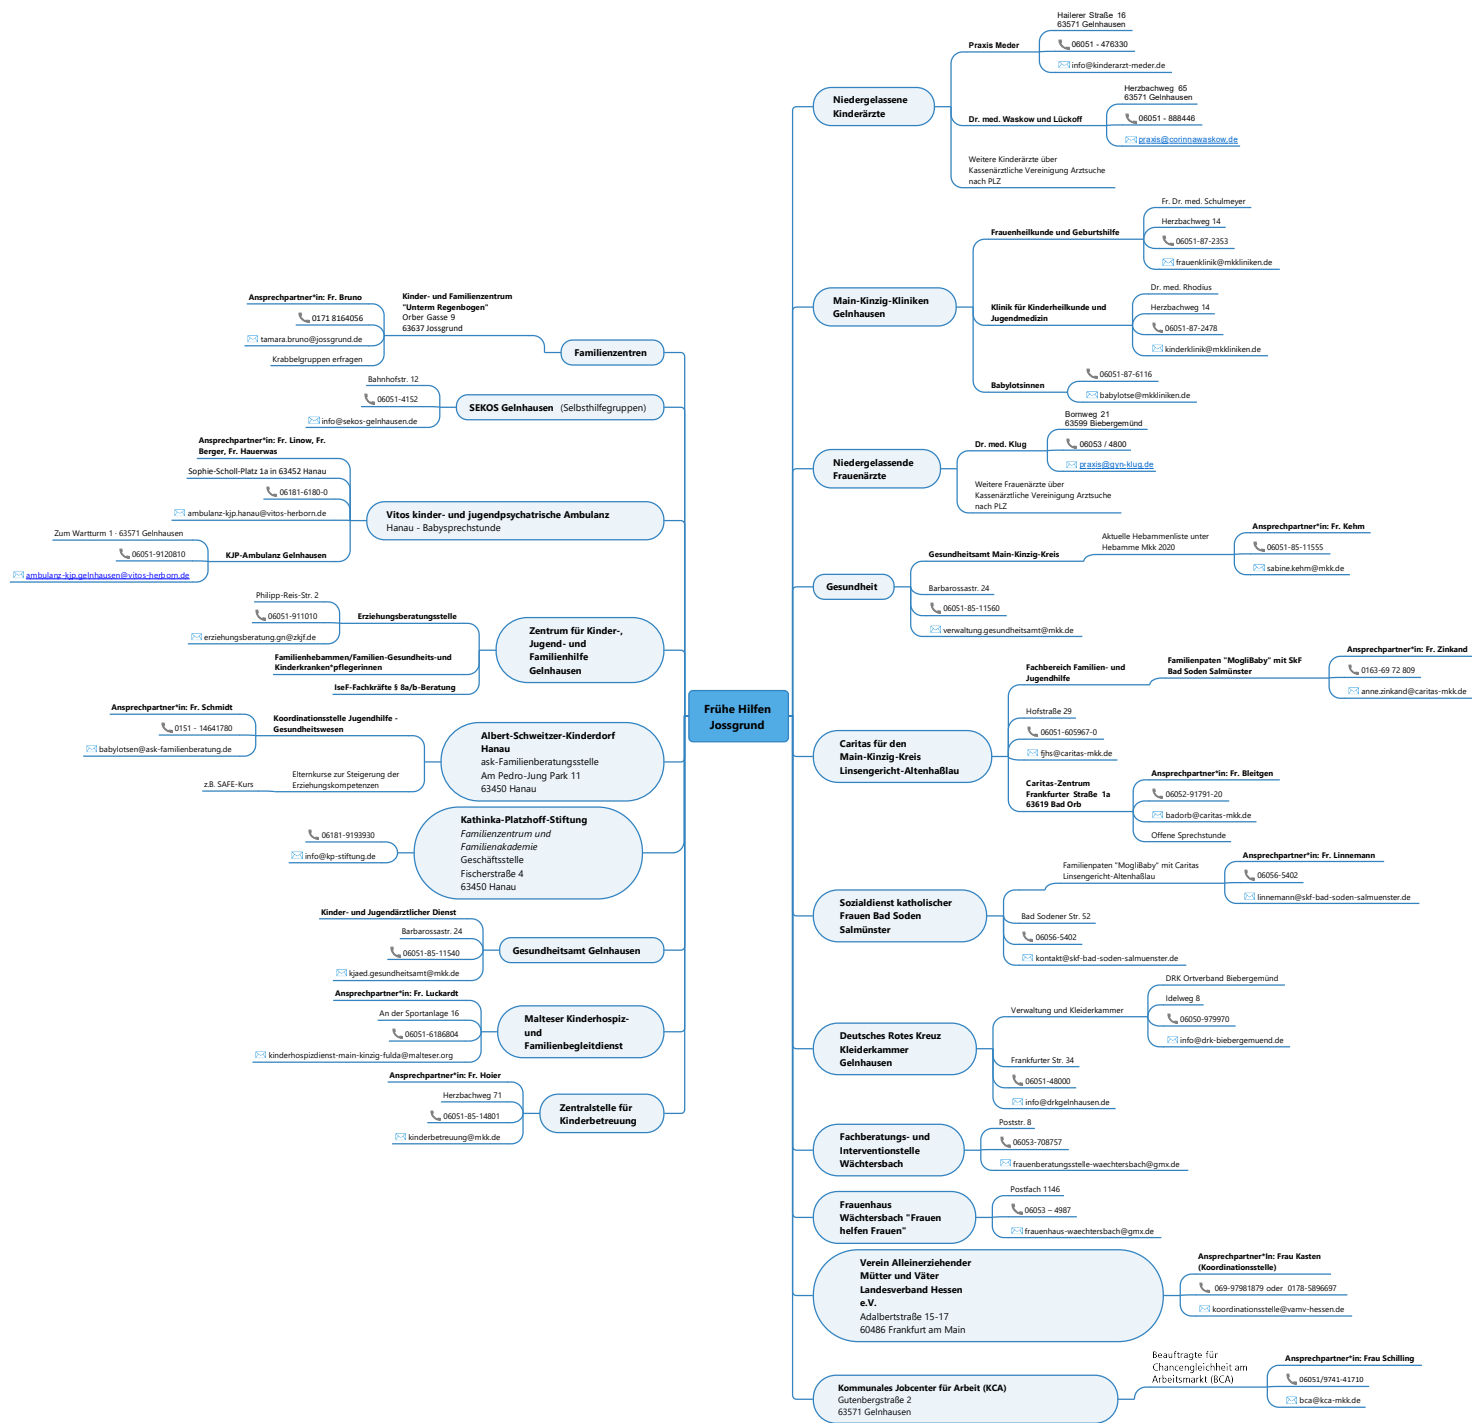 Frühe Hilfen
Jossgrund
Niedergelassene
Kinderärzte
Praxis Meder
Hailerer Straße 16
63571 Gelnhausen
06051 - 476330
info@kinderarzt-meder.de
Dr. med. Waskow und Lückoff
Herzbachweg 65
63571 Gelnhausen
06051 - 888446
praxis@corinnawaskow.de
Weitere Kinderärzte über
Kassenärztliche Vereinigung Arztsuche
nach PLZ
Main-Kinzig-Kliniken
Gelnhausen
Frauenheilkunde und Geburtshilfe
Fr. Dr. med. Schulmeyer
Herzbachweg 14
06051-87-2353
frauenklinik@mkkliniken.de
Klinik für Kinderheilkunde und
Jugendmedizin
Dr. med. Rhodius
Herzbachweg 14
06051-87-2478
kinderklinik@mkkliniken.de
Babylotsinnen
06051-87-6116
babylotse@mkkliniken.de
Niedergelassende
Frauenärzte
Dr. med. Klug
Bornweg 21
63599 Biebergemünd
06053 / 4800
praxis@gyn-klug.de
Weitere Frauenärzte über
Kassenärztliche Vereinigung Arztsuche
nach PLZ
Gesundheit
Gesundheitsamt Main-Kinzig-Kreis
Aktuelle Hebammenliste unter
Hebamme Mkk 2020
Ansprechpartner*in: Fr. Kehm
06051-85-11555
sabine.kehm@mkk.de
Barbarossastr. 24
06051-85-11560
verwaltung.gesundheitsamt@mkk.de
Caritas für den
Main-Kinzig-Kreis
Linsengericht-Altenhaßlau
Fachbereich Familien- und
Jugendhilfe
Familienpaten "MogliBaby" mit SkF
Bad Soden Salmünster
Ansprechpartner*in: Fr. Zinkand
0163-69 72 809
anne.zinkand@caritas-mkk.de
Hofstraße 29
06051-605967-0
fjhs@caritas-mkk.de
Caritas-Zentrum
Frankfurter Straße 1a
63619 Bad Orb
Ansprechpartner*in: Fr. Bleitgen
06052-91791-20
badorb@caritas-mkk.de
Offene Sprechstunde
Sozialdienst katholischer
Frauen Bad Soden
Salmünster
Familienpaten "MogliBaby" mit Caritas
Linsengericht-Altenhaßlau
Ansprechpartner*in: Fr. Linnemann
06056-5402
linnemann@skf-bad-soden-salmuenster.de
Bad Sodener Str. 52
06056-5402
kontakt@skf-bad-soden-salmuenster.de
Deutsches Rotes Kreuz
Kleiderkammer
Gelnhausen
Verwaltung und Kleiderkammer
DRK Ortverband Biebergemünd
Idelweg 8
06050-979970
info@drk-biebergemuend.de
Frankfurter Str. 34
06051-48000
info@drkgelnhausen.de
Fachberatungs- und
Interventionstelle
Wächtersbach
Poststr. 8
06053-708757
frauenberatungsstelle-waechtersbach@gmx.de
Frauenhaus
Wächtersbach "Frauen
helfen Frauen"
Postfach 1146
06053 – 4987
frauenhaus-waechtersbach@gmx.de
Verein Alleinerziehender
Mütter und Väter
Landesverband Hessen
e.V.
Adalbertstraße 15-17
60486 Frankfurt am Main
Ansprechpartner*In: Frau Kasten
(Koordinationsstelle)
069-97981879 oder 0178-5896697
koordinationsstelle@vamv-hessen.de
Kommunales Jobcenter für Arbeit (KCA)
Gutenbergstraße 2
63571 Gelnhausen
Beauftragte für
Chancengleichheit am
Arbeitsmarkt (BCA)
Ansprechpartner*in: Frau Schilling
06051/9741-41710
bca@kca-mkk.de
Familienzentren
Kinder- und Familienzentrum
"Unterm Regenbogen"
Orber Gasse 9
63637 Jossgrund
Ansprechpartner*in: Fr. Bruno
0171 8164056
tamara.bruno@jossgrund.de
Krabbelgruppen erfragen
SEKOS Gelnhausen (Selbsthilfegruppen)
Bahnhofstr. 12
06051-4152
info@sekos-gelnhausen.de
Vitos kinder- und jugendpsychatrische Ambulanz
Hanau - Babysprechstunde
Ansprechpartner*in: Fr. Linow, Fr.
Berger, Fr. Hauerwas
Sophie-Scholl-Platz 1a in 63452 Hanau
06181-6180-0
ambulanz-kjp.hanau@vitos-herborn.de
KJP-Ambulanz Gelnhausen
Zum Wartturm 1 - 63571 Gelnhausen
06051-9120810
ambulanz-kjp.gelnhausen@vitos-herborn.de
Zentrum für Kinder-,
Jugend- und
Familienhilfe
Gelnhausen
Erziehungsberatungsstelle
Philipp-Reis-Str. 2
06051-911010
erziehungsberatung.gn@zkjf.de
Familienhebammen/Familien-Gesundheits-und
Kinderkranken*pflegerinnen
IseF-Fachkräfte § 8a/b-Beratung
Albert-Schweitzer-Kinderdorf
Hanau
ask-Familienberatungsstelle
Am Pedro-Jung Park 11
63450 Hanau
Koordinationsstelle Jugendhilfe -
Gesundheitswesen
Ansprechpartner*in: Fr. Schmidt
0151 - 14641780
babylotsen@ask-familienberatung.de
Elternkurse zur Steigerung der
Erziehungskompetenzen
z.B. SAFE-Kurs
Kathinka-Platzhoff-Stiftung
Familienzentrum und
Familienakademie
Geschäftsstelle
Fischerstraße 4
63450 Hanau
06181-9193930
info@kp-stiftung.de
Gesundheitsamt Gelnhausen
Kinder- und Jugendärztlicher Dienst
Barbarossastr. 24
06051-85-11540
kjaed.gesundheitsamt@mkk.de
Malteser Kinderhospiz-
und
Familienbegleitdienst
Ansprechpartner*in: Fr. Luckardt
An der Sportanlage 16
06051-6186804
kinderhospizdienst-main-kinzig-fulda@malteser.org
Zentralstelle für
Kinderbetreuung
Ansprechpartner*in: Fr. Hoier
Herzbachweg 71
06051-85-14801
kinderbetreuung@mkk.de